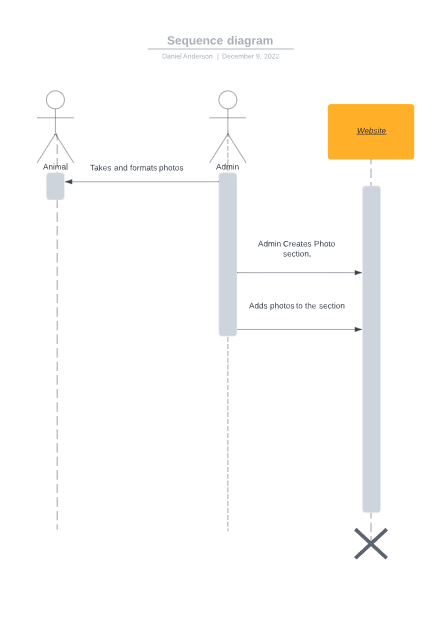 Sequence diagram
Daniel Anderson | December 9, 2022
Website
Animal
Takes and formats photos
Admin
Admin Creates Photo
section.
Adds photos to the section